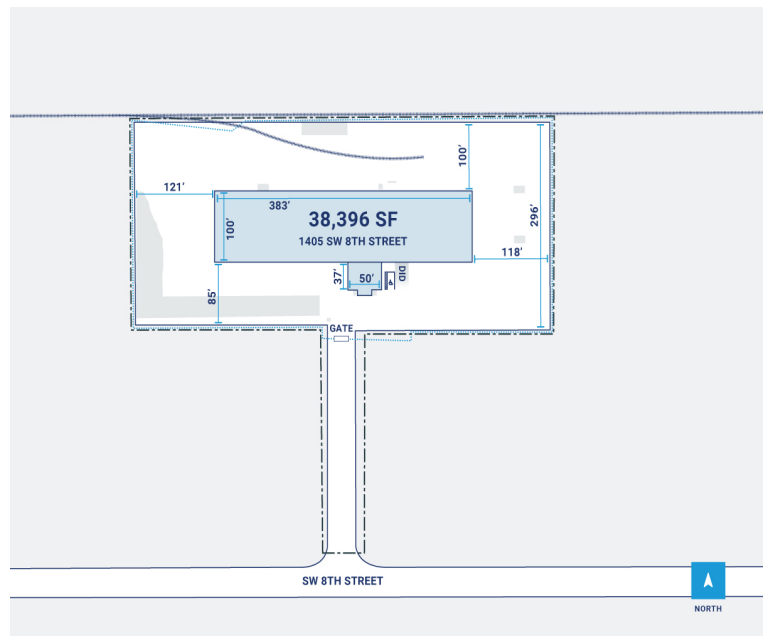 100'
121'
383'
296'
38,396 SF
100'
1405 SW 8TH STREET
118'
37'
50'
DID
85'
GATE
SW 8TH STREET
NORTH